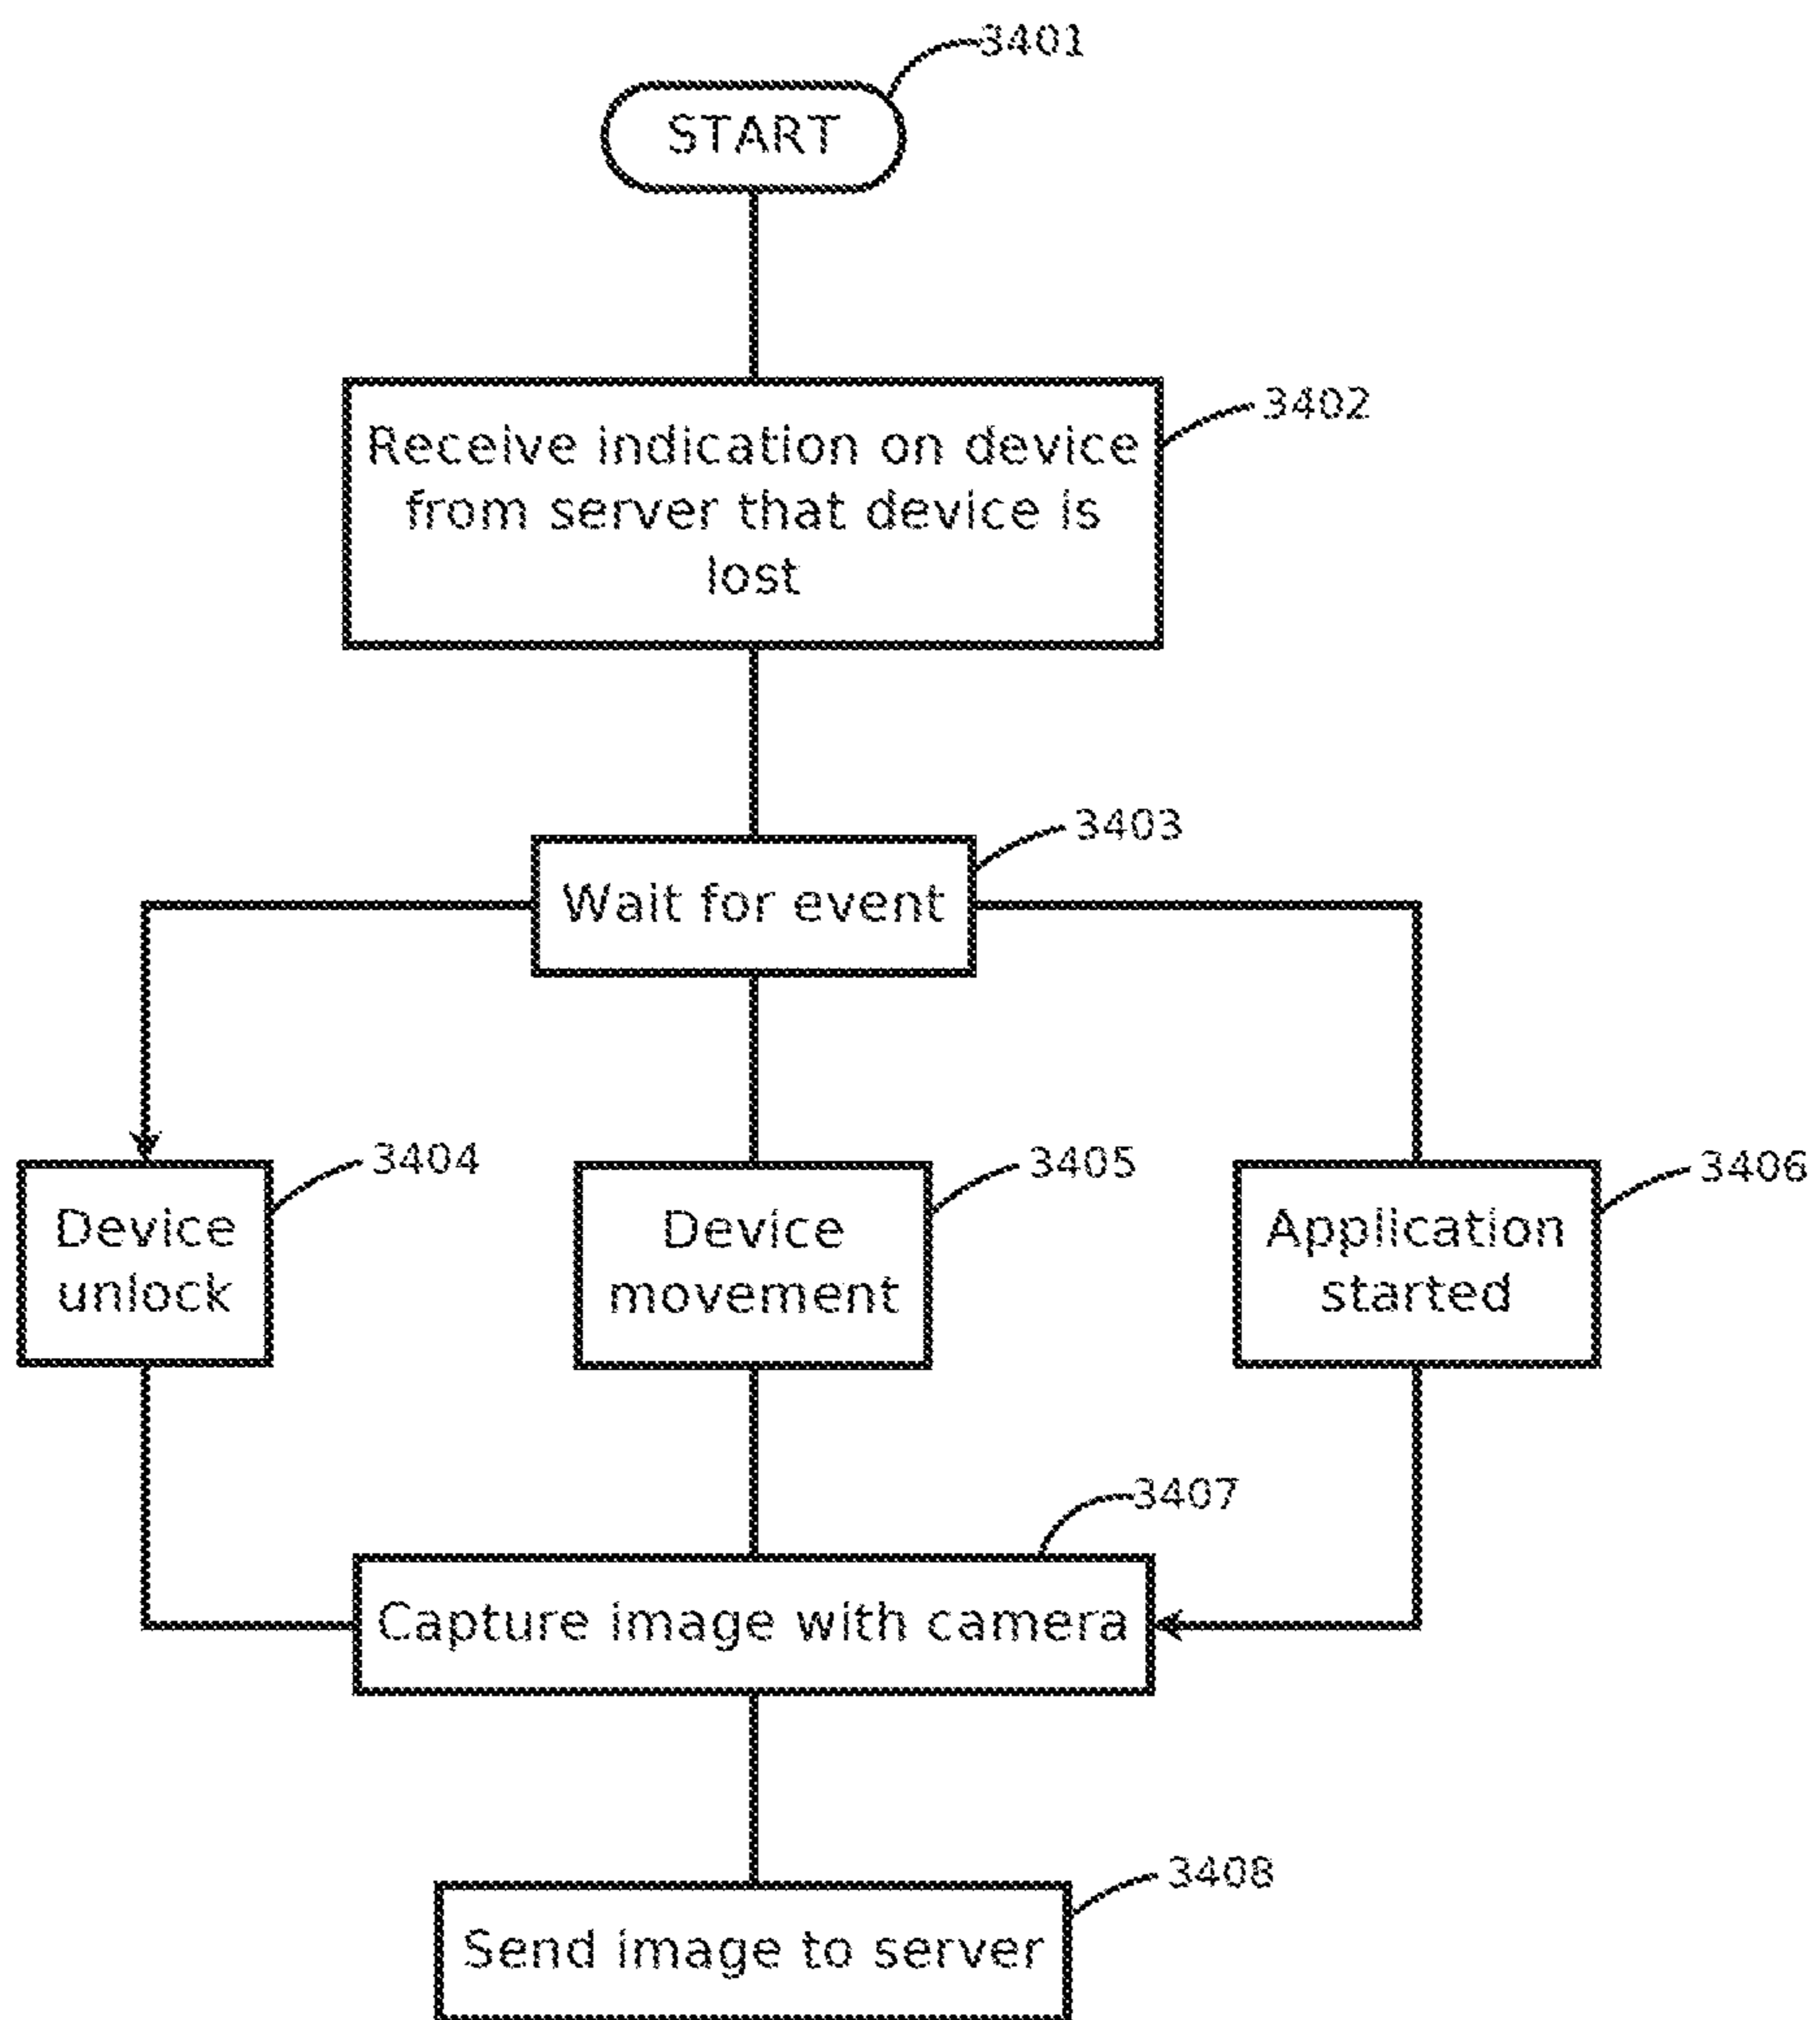 3401
START
3402
Receive indication on device
from server that device is
lost
3403
Wait for event
3404
Device
unlock
3405
Device
movement
3406
Application
started
3407
Capture image with camera
3408
Send image to server